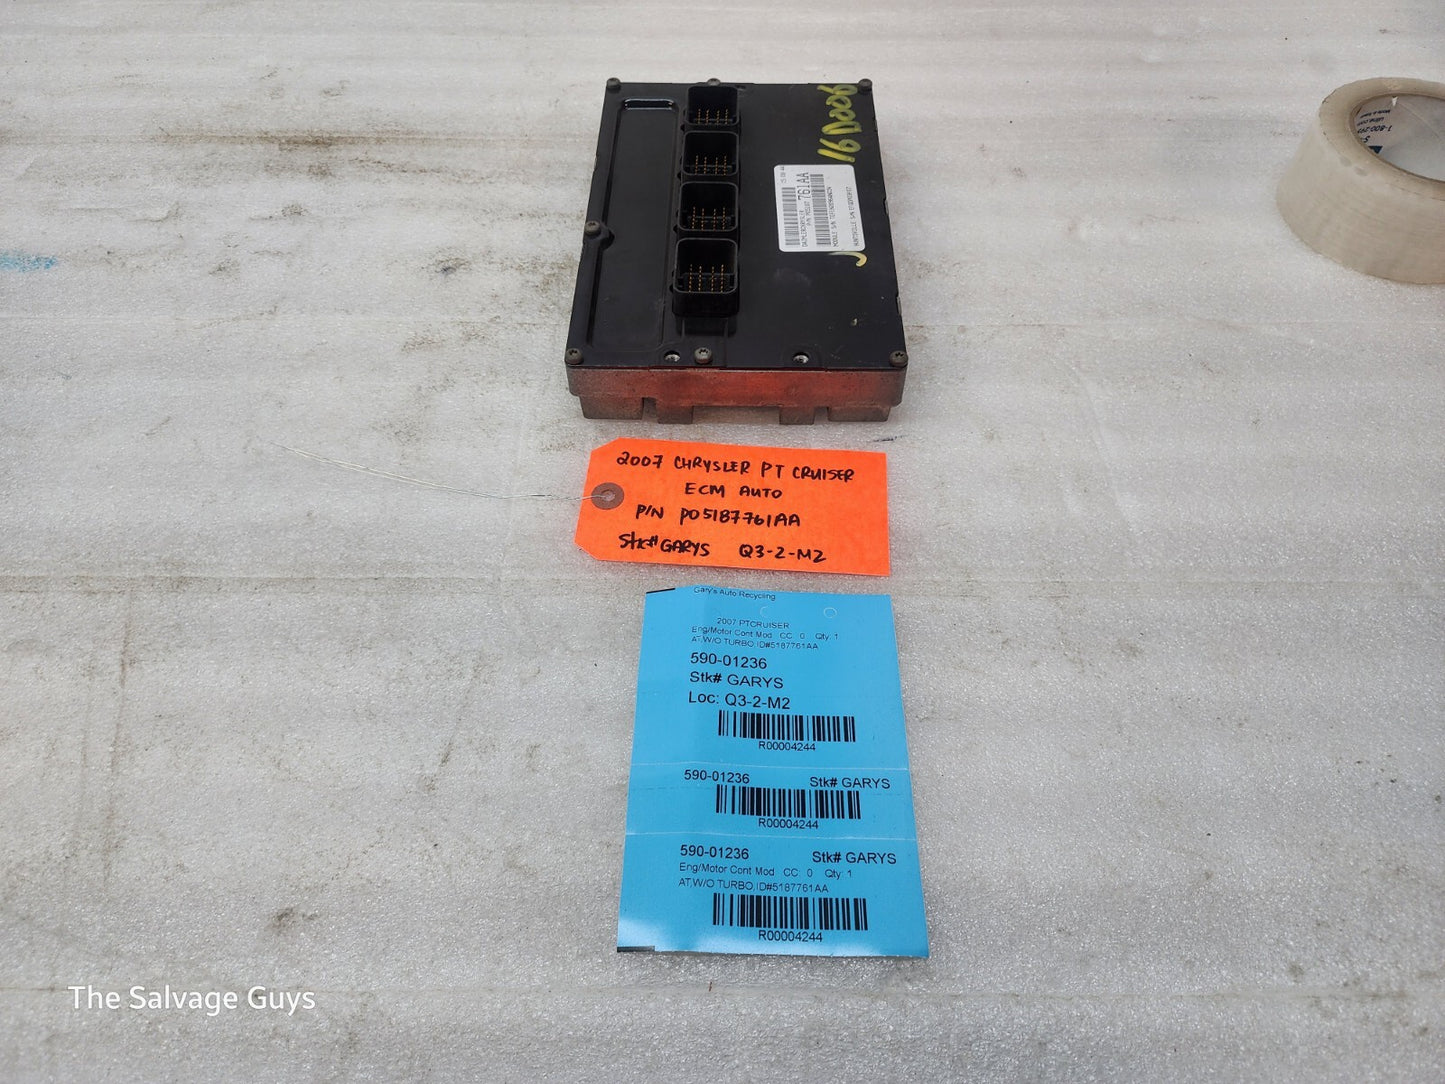 16D006
DAIMLERCHRYSLER
761AA
2007 CHRYSLER PT CRUISER
ECM AUTO
P/N P05187761AA
Stk# GARYS Q3-2-M2
Gary's Auto Recycling
2007 PTCRUISER
Eng/Motor Cont Mod CC: 0 Qty: 1
AT,W/O TURBO,ID#5187761AA
590-01236
Stk# GARYS
Loc: Q3-2-M2
R00004244
590-01236 Stk# GARYS
R00004244
590-01236 Stk# GARYS
Eng/Motor Cont Mod CC: 0 Qty: 1
AT,W/O TURBO,ID#5187761AA
R00004244
The Salvage Guys